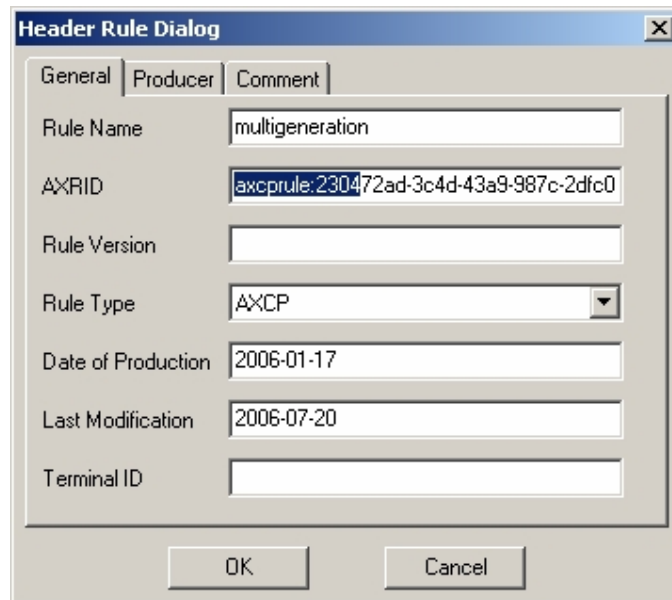 Header Rule Dialog
General Producer Comment
Rule Name multigeneration
AXRID axcprule:230472ad-3c4d-43a9-987c-2dfc0
Rule Version
Rule Type AXCP
Date of Production 2006-01-17
Last Modification 2006-07-20
Terminal ID
OK Cancel